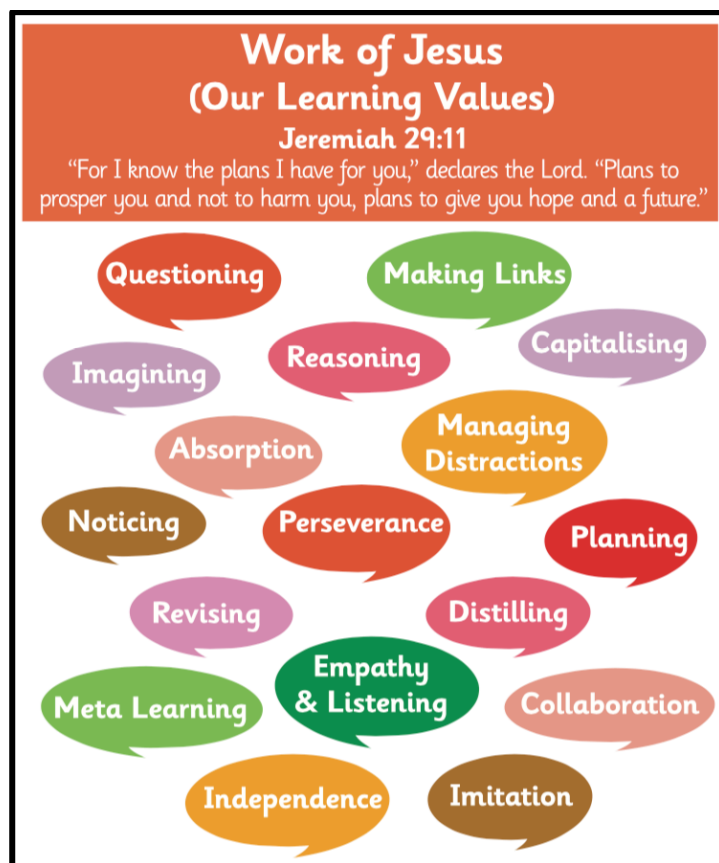 Work of Jesus
(Our Learning Values)
Jeremiah 29:11
“For I know the plans I have for you,” declares the Lord. “Plans to
prosper you and not to harm you, plans to give you hope and a future.”
Questioning
Making Links
Imagining
Reasoning
Capitalising
Absorption
Managing
Distractions
Noticing
Perseverance
Planning
Revising
Distilling
Meta Learning
Empathy
& Listening
Collaboration
Independence
Imitation